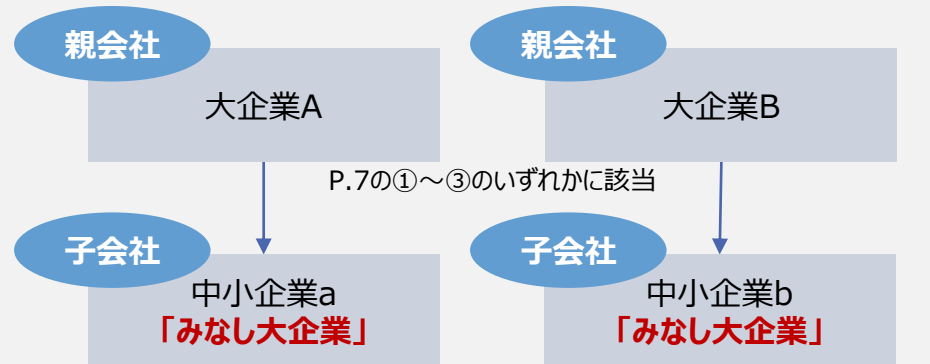 親会社
大企業A
親会社
大企業B
P.7の①～③のいずれかに該当
子会社
中小企業a
「みなし大企業」
子会社
中小企業b
「みなし大企業」